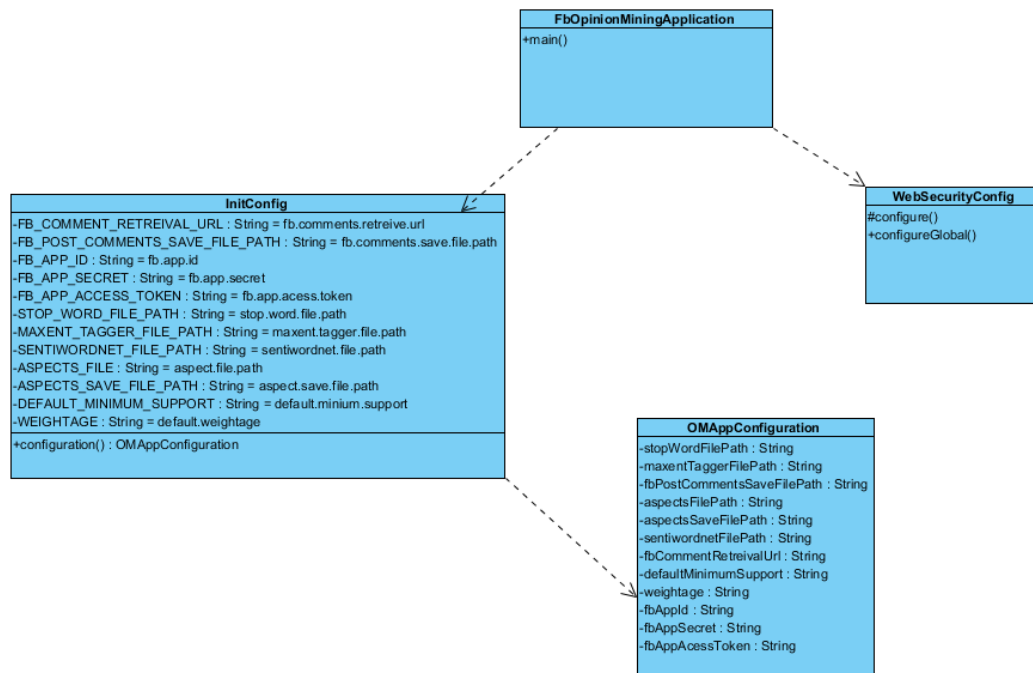 FbOpinionMiningApplication
+main()
InitConfig
-FB_COMMENT_RETREIVAL_URL : String = fb.comments.retreive.url
-FB_POST_COMMENTS_SAVE_FILE_PATH : String = fb.comments.save.file.path
-FB_APP_ID : String = fb.app.id
-FB_APP_SECRET : String = fb.app.secret
-FB_APP_ACCESS_TOKEN : String = fb.app.acess.token
-STOP_WORD_FILE_PATH : String = stop.word.file.path
-MAXENT_TAGGER_FILE_PATH : String = maxent.tagger.file.path
-SENTIWORDNET_FILE_PATH : String = sentiwordnet.file.path
-ASPECTS_FILE : String = aspect.file.path
-ASPECTS_SAVE_FILE_PATH : String = aspect.save.file.path
-DEFAULT_MINIMUM_SUPPORT : String = default.minium.support
-WEIGHTAGE : String = default.weightage
+configuration() : OMAppConfiguration
WebSecurityConfig
#configure()
+configureGlobal()
OMAppConfiguration
-stopWordFilePath : String
-maxentTaggerFilePath : String
-fbPostCommentsSaveFilePath : String
-aspectsFilePath : String
-aspectsSaveFilePath : String
-sentiwordnetFilePath : String
-fbCommentRetreivalUrl : String
-defaultMinimumSupport : String
-weightage : String
-fbAppId : String
-fbAppSecret : String
-fbAppAcessToken : String